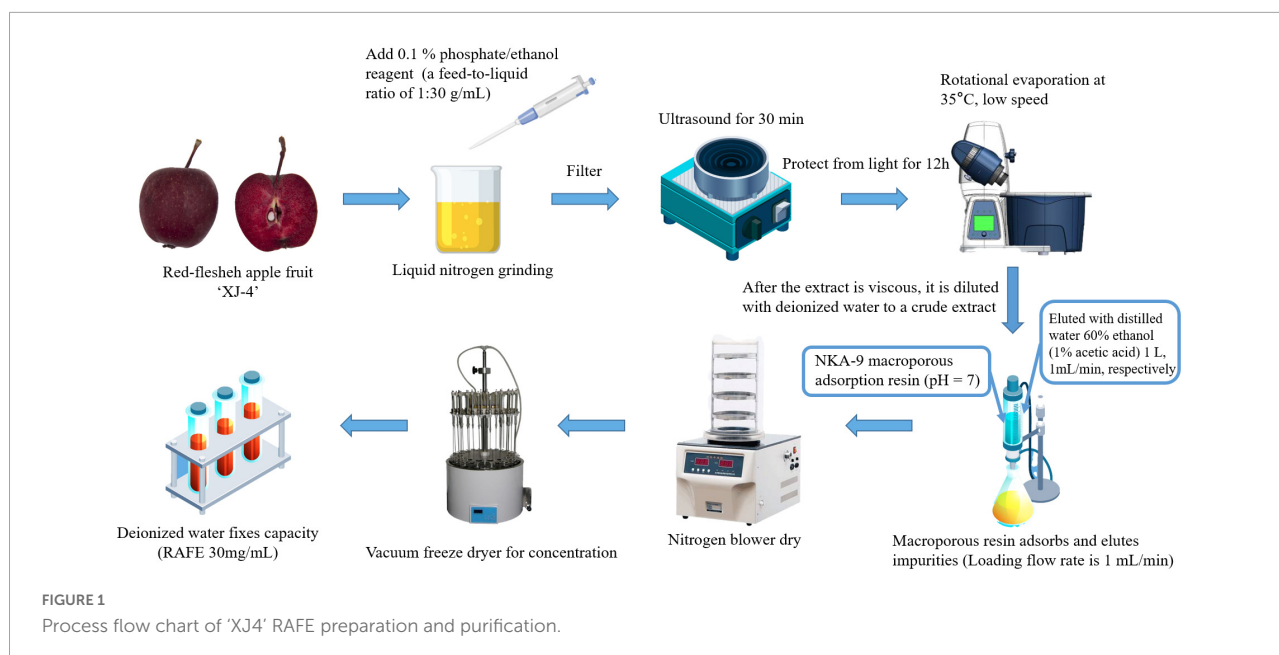 Add 0.1 % phosphate/ethanol
reagent (a feed-to-liquid
ratio of 1:30 g/mL)
Red-flesheh apple fruit
‘XJ-4’
Liquid nitrogen grinding
Filter
Ultrasound for 30 min
Protect from light for 12h
Rotational evaporation at
35°C, low speed
After the extract is viscous, it is diluted
with deionized water to a crude extract
Eluted with distilled
water 60% ethanol
(1% acetic acid) 1 L,
1mL/min, respectively
NKA-9 macroporous
adsorption resin (pH = 7)
Macroporous resin adsorbs and elutes
impurities (Loading flow rate is 1 mL/min)
Nitrogen blower dry
Vacuum freeze dryer for concentration
Deionized water fixes capacity
(RAFE 30mg/mL)
FIGURE 1
Process flow chart of ‘XJ4’ RAFE preparation and purification.